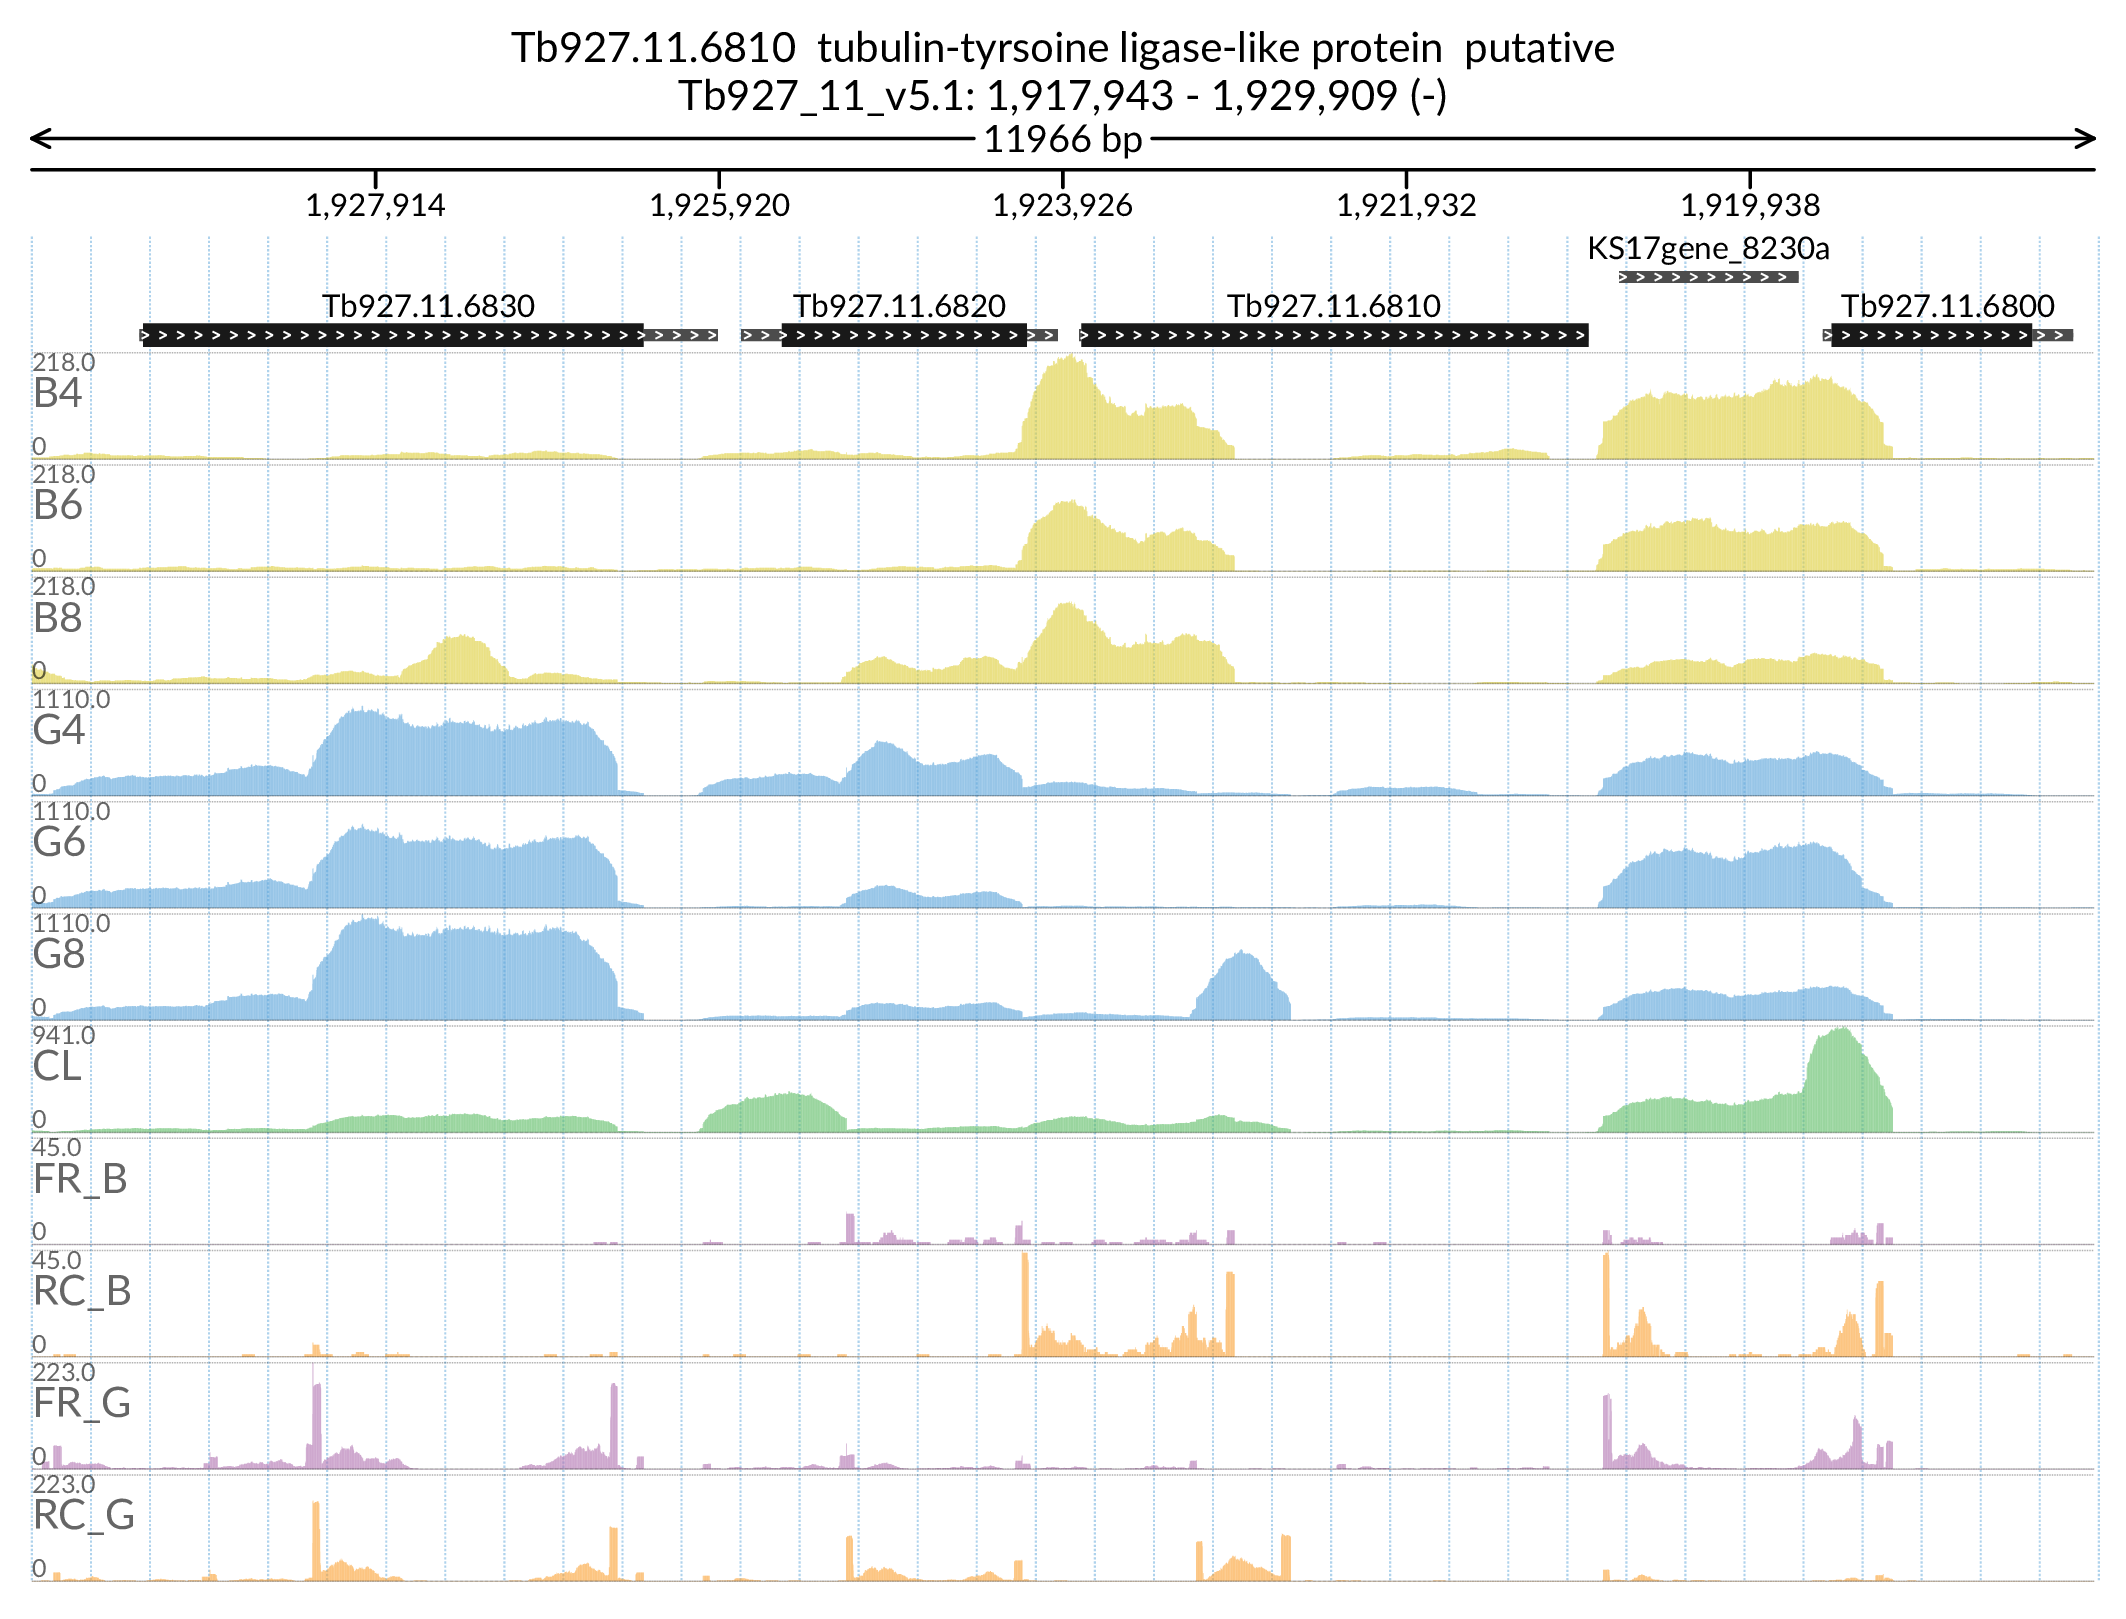 Tb927.11.6810 tubulin-tyrsoine ligase-like protein putative
Tb927_11_v5.1: 1,917,943 - 1,929,909 (-)
11966 bp
1,927,914 1,925,920 1,923,926 1,921,932 1,919,938
KS17gene_8230a
Tb927.11.6830 Tb927.11.6820 Tb927.11.6810 Tb927.11.6800
218.0
B4
0
218.0
B6
0
218.0
B8
0
1110.0
G4
0
1110.0
G6
0
1110.0
G8
0
941.0
CL
0
45.0
FR_B
0
45.0
RC_B
0
223.0
FR_G
0
223.0
RC_G
0